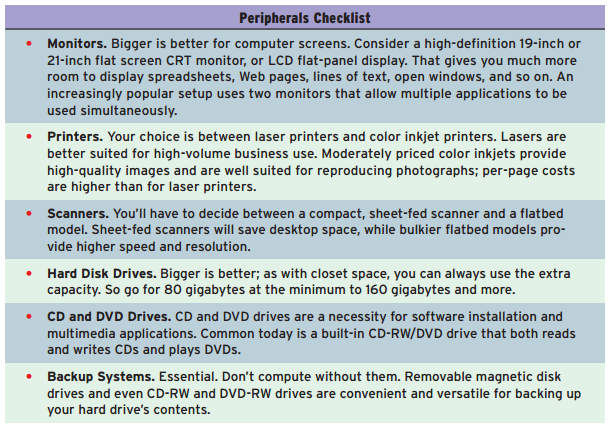 Peripherals Checklist
• Monitors. Bigger is better for computer screens. Consider a high-definition 19-inch or
21-inch flat screen CRT monitor, or LCD flat-panel display. That gives you much more
room to display spreadsheets, Web pages, lines of text, open windows, and so on. An
increasingly popular setup uses two monitors that allow multiple applications to be
used simultaneously.
• Printers. Your choice is between laser printers and color inkjet printers. Lasers are
better suited for high-volume business use. Moderately priced color inkjets provide
high-quality images and are well suited for reproducing photographs; per-page costs
are higher than for laser printers.
• Scanners. You'll have to decide between a compact, sheet-fed scanner and a flatbed
model. Sheet-fed scanners will save desktop space, while bulkier flatbed models pro-
vide higher speed and resolution.
• Hard Disk Drives. Bigger is better; as with closet space, you can always use the extra
capacity. So go for 80 gigabytes at the minimum to 160 gigabytes and more.
• CD and DVD Drives. CD and DVD drives are a necessity for software installation and
multimedia applications. Common today is a built-in CD-RW/DVD drive that both reads
and writes CDs and plays DVDs.
• Backup Systems. Essential. Don't compute without them. Removable magnetic disk
drives and even CD-RW and DVD-RW drives are convenient and versatile for backing up
your hard drive's contents.